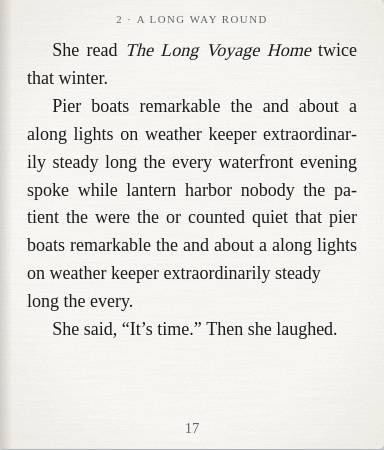 2 · A LONG WAY ROUND
She read The Long Voyage Home twice
that winter.
Pier boats remarkable the and about a
along lights on weather keeper extraordinar-
ily steady long the every waterfront evening
spoke while lantern harbor nobody the pa-
tient the were the or counted quiet that pier
boats remarkable the and about a along lights
on weather keeper extraordinarily steady
long the every.
She said, “It’s time.” Then she laughed.
17